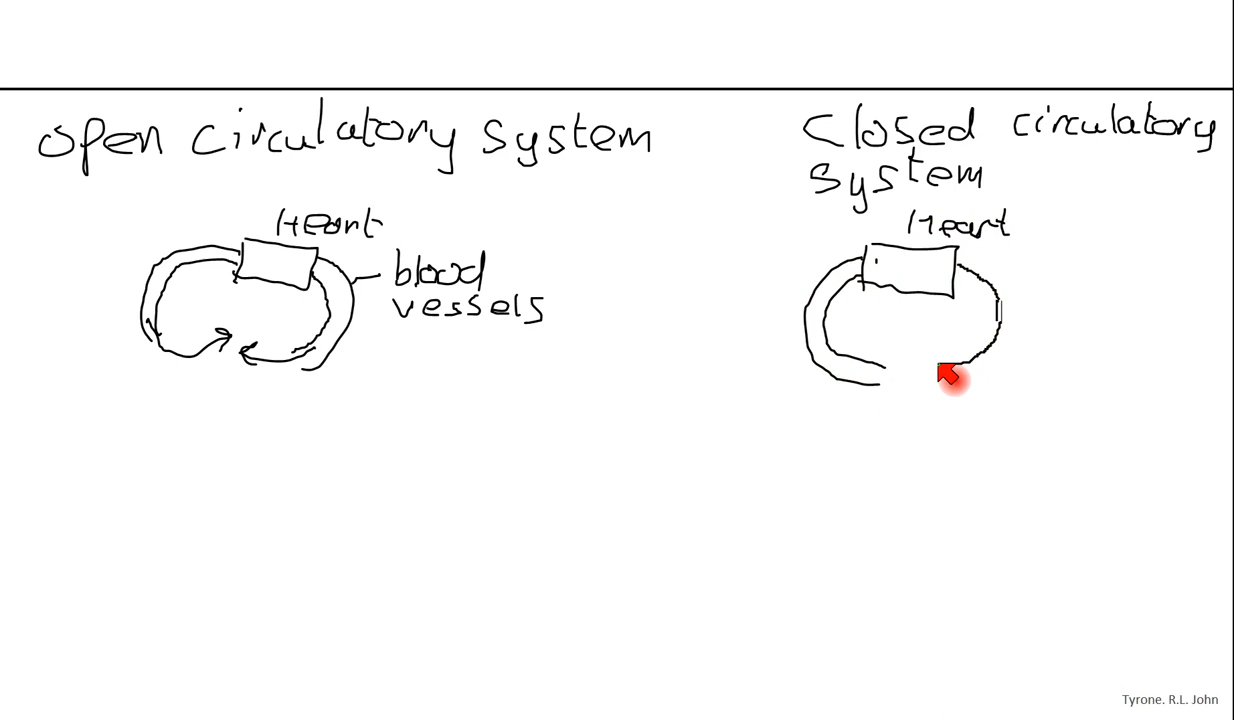 open circulatory system
Closed circulatory
system
Heart
blood
vessels
Heart
Tyrone. R.L. John